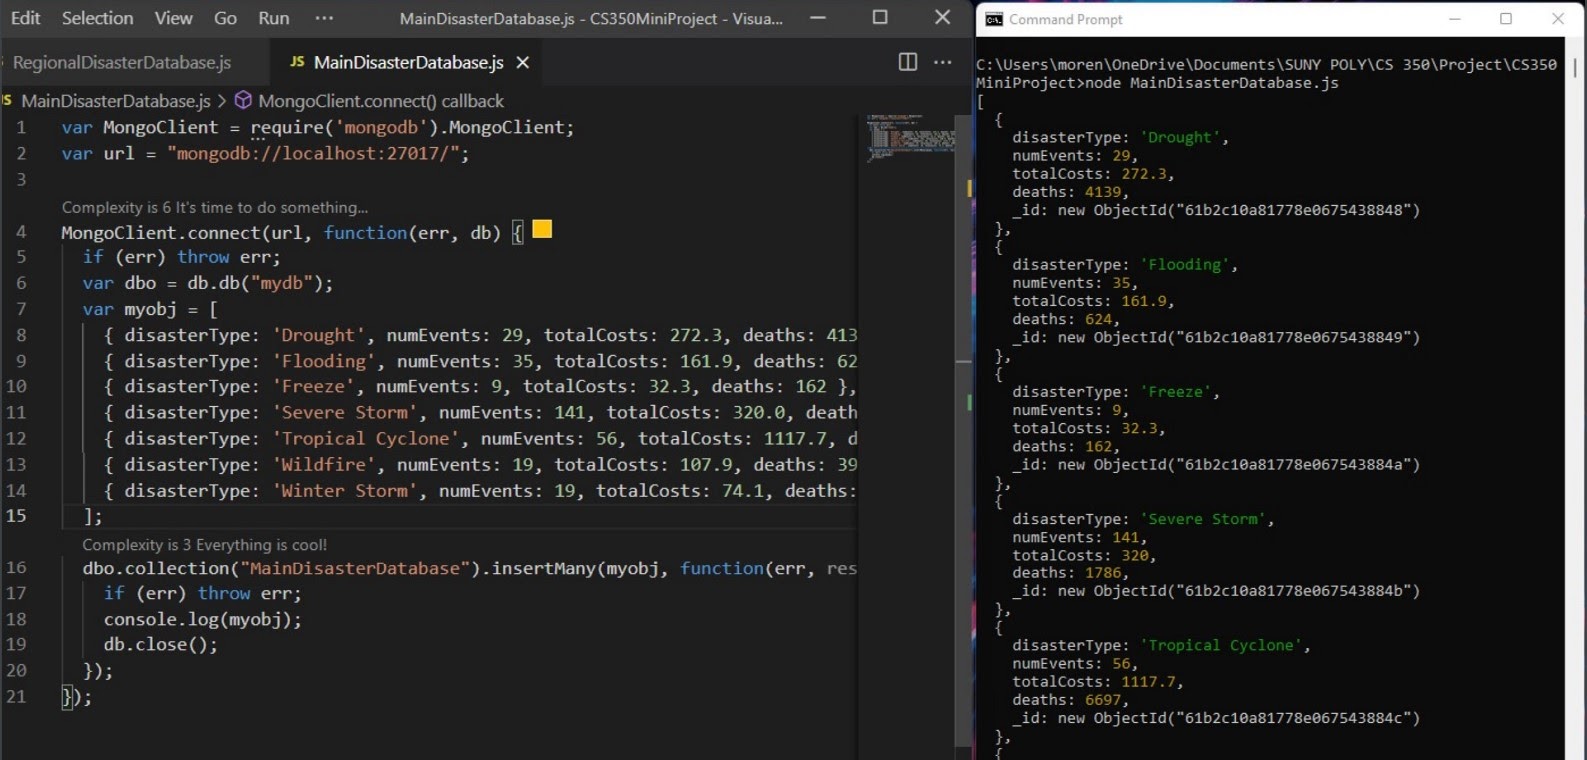 Edit Selection View Go Run ··· MainDisasterDatabase.js - CS350MiniProject - Visua...
RegionalDisasterDatabase.js JS MainDisasterDatabase.js
JS MainDisasterDatabase.js > MongoClient.connect() callback
1 var MongoClient = require('mongodb').MongoClient;
2 var url = "mongodb://localhost:27017/";
3
Complexity is 6 It's time to do something...
4 MongoClient.connect(url, function(err, db) {
5 if (err) throw err;
6 var dbo = db.db("mydb");
7 var myobj = [
8 { disasterType: 'Drought', numEvents: 29, totalCosts: 272.3, deaths: 413
9 { disasterType: 'Flooding', numEvents: 35, totalCosts: 161.9, deaths: 62
10 { disasterType: 'Freeze', numEvents: 9, totalCosts: 32.3, deaths: 162 },
11 { disasterType: 'Severe Storm', numEvents: 141, totalCosts: 320.0, death
12 { disasterType: 'Tropical Cyclone', numEvents: 56, totalCosts: 1117.7, d
13 { disasterType: 'Wildfire', numEvents: 19, totalCosts: 107.9, deaths: 39
14 { disasterType: 'Winter Storm', numEvents: 19, totalCosts: 74.1, deaths:
15 ];
Complexity is 3 Everything is cool!
16 dbo.collection("MainDisasterDatabase").insertMany(myobj, function(err, res
17 if (err) throw err;
18 console.log(myobj);
19 db.close();
20 });
21 });
Command Prompt
C:\Users\moren\OneDrive\Documents\SUNY POLY\CS 350\Project\CS350
MiniProject>node MainDisasterDatabase.js
[
{
disasterType: 'Drought',
numEvents: 29,
totalCosts: 272.3,
deaths: 4139,
_id: new ObjectId("61b2c10a81778e0675438848")
},
{
disasterType: 'Flooding',
numEvents: 35,
totalCosts: 161.9,
deaths: 624,
_id: new ObjectId("61b2c10a81778e0675438849")
},
{
disasterType: 'Freeze',
numEvents: 9,
totalCosts: 32.3,
deaths: 162,
_id: new ObjectId("61b2c10a81778e067543884a")
},
{
disasterType: 'Severe Storm',
numEvents: 141,
totalCosts: 320,
deaths: 1786,
_id: new ObjectId("61b2c10a81778e067543884b")
},
{
disasterType: 'Tropical Cyclone',
numEvents: 56,
totalCosts: 1117.7,
deaths: 6697,
_id: new ObjectId("61b2c10a81778e067543884c")
},
{